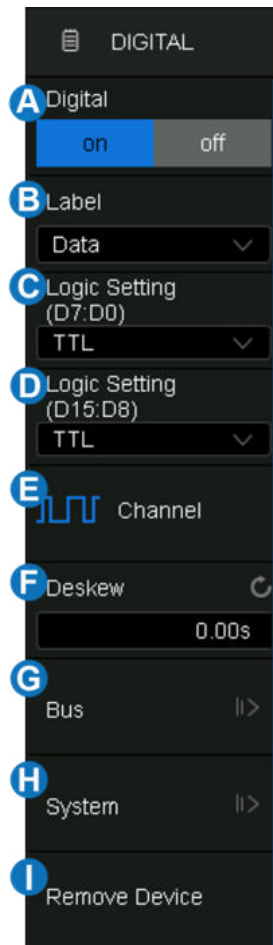 DIGITAL
A Digital
on off
B Label
Data
C Logic Setting
(D7:D0)
TTL
D Logic Setting
(D15:D8)
TTL
E Channel
F Deskew
0.00s
G
Bus
H
System
I
Remove Device